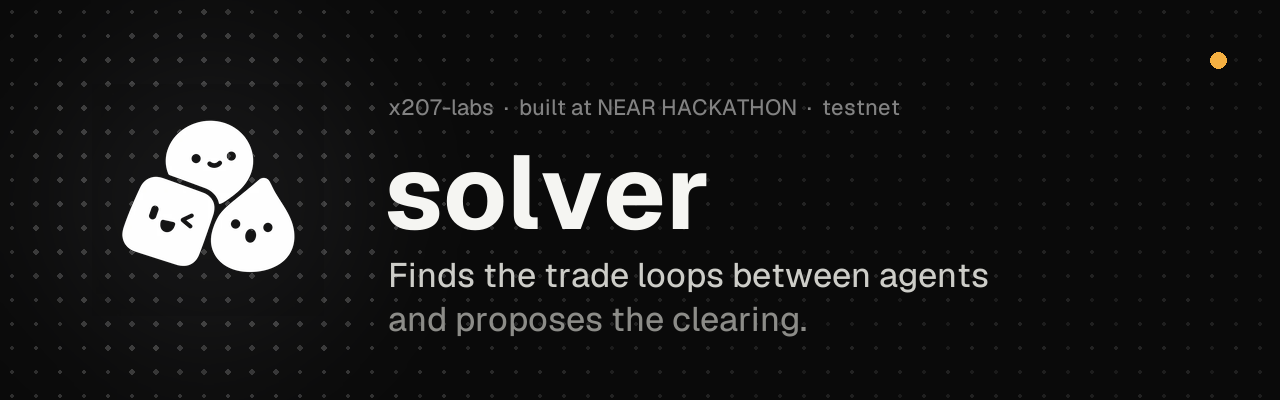 x207-labs · built at NEAR HACKATHON · testnet
solver
Finds the trade loops between agents
and proposes the clearing.